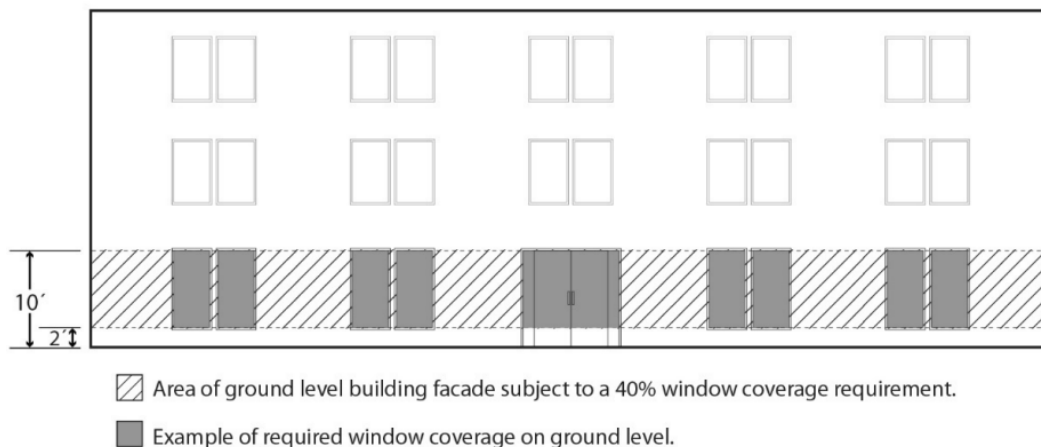 10´
2´
Area of ground level building facade subject to a 40% window coverage requirement.
Example of required window coverage on ground level.